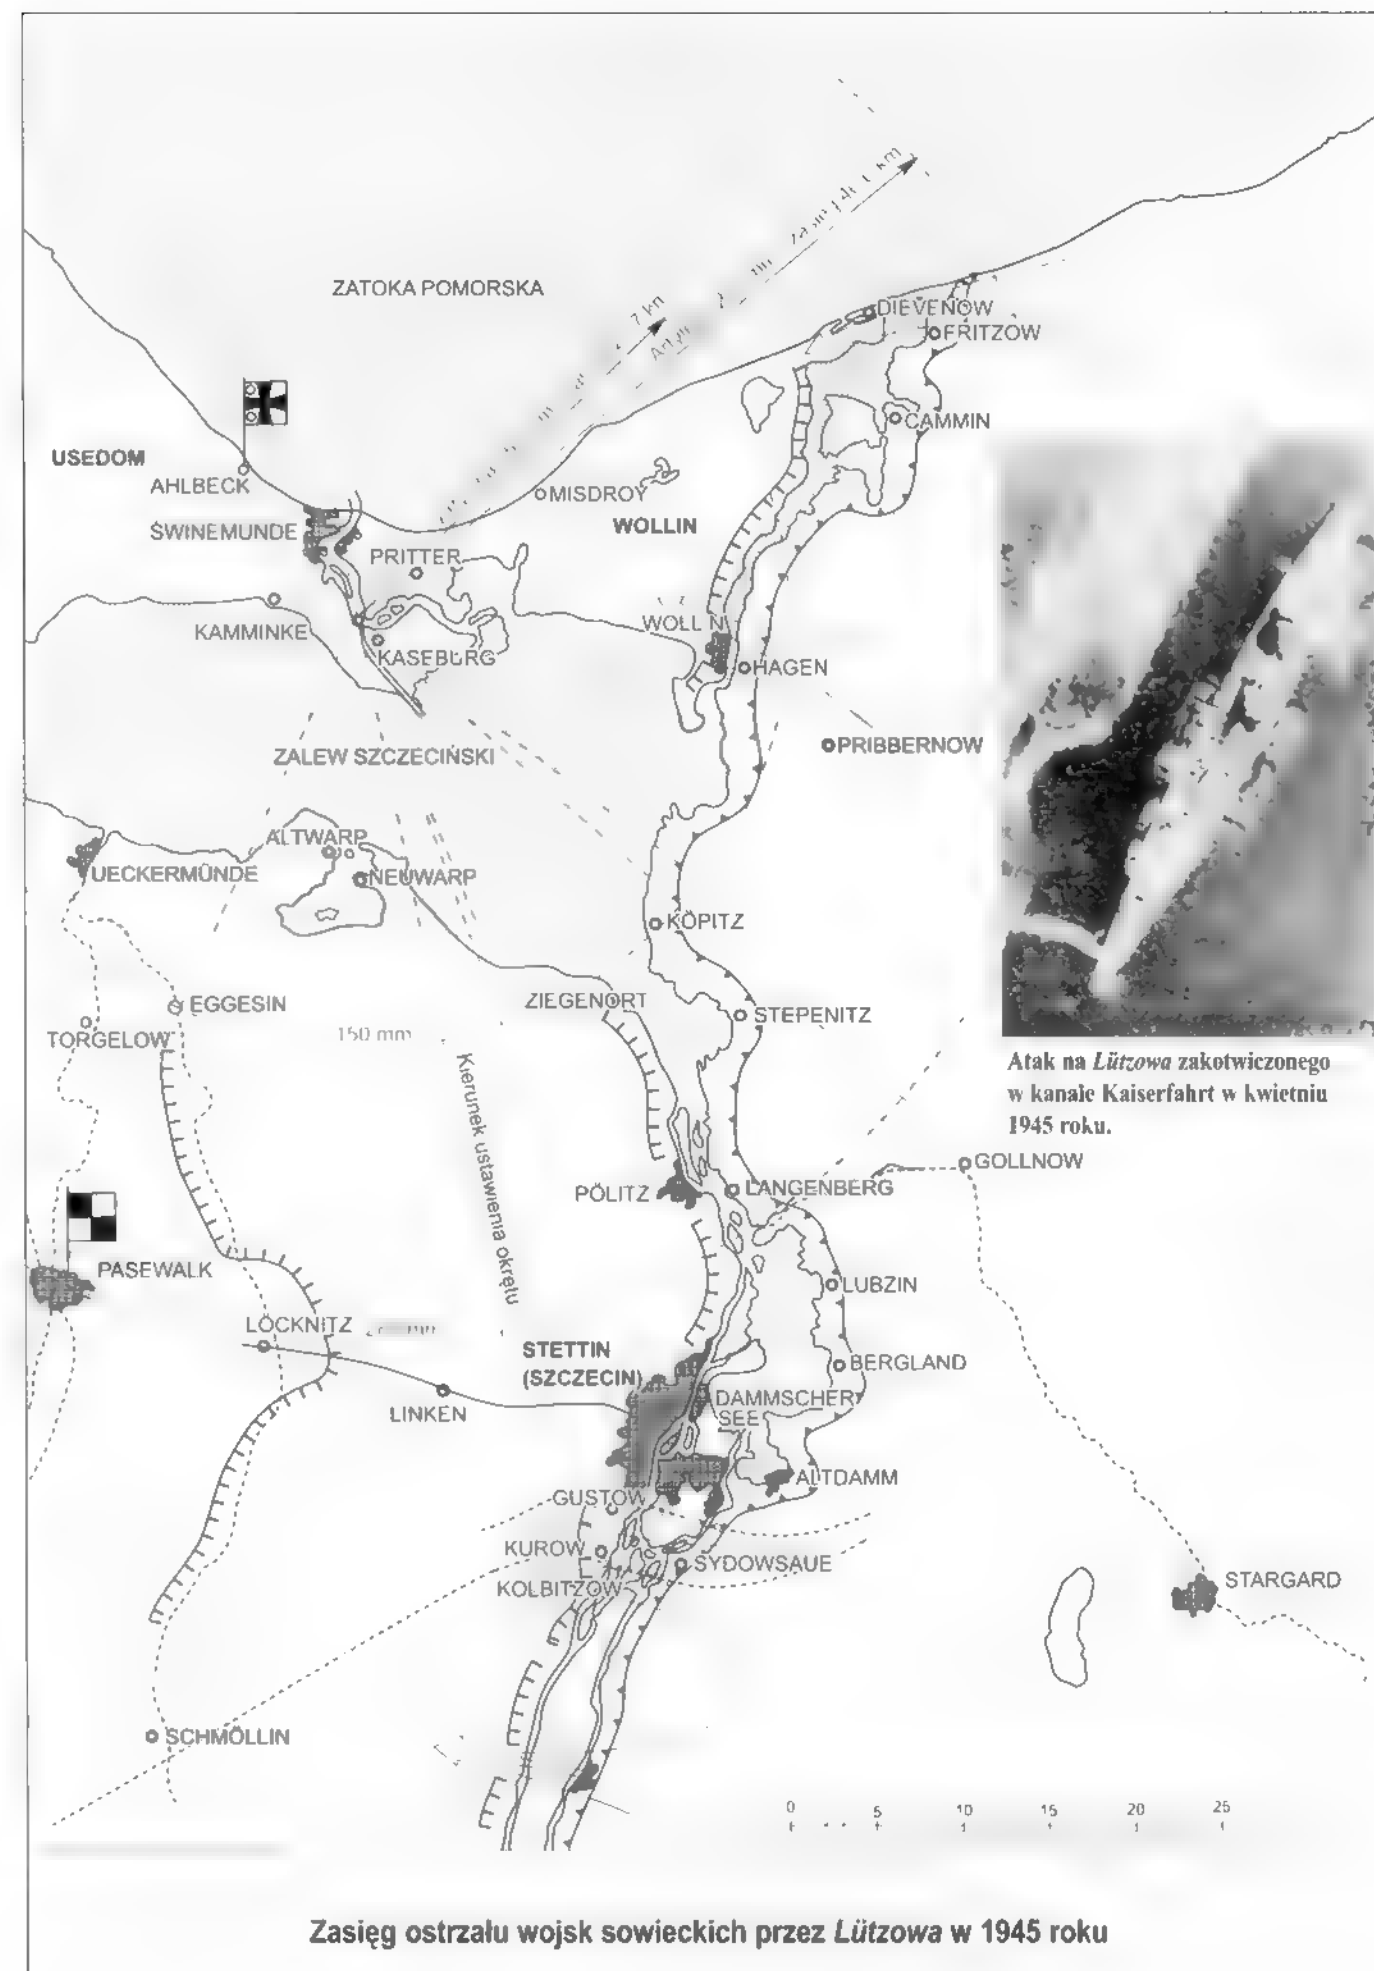 ZATOKA POMORSKA
DIEVENOW
FRITZOW
CAMMIN
USEDOM
AHLBECK
MISDROY
SWINEMUNDE
WOLLIN
PRITTER
KAMMINKE
KASEBURG
HAGEN
PRIBBERNOW
ZALEW SZCZECIŃSKI
ALTWARP
UECKERMÜNDE
NEUWARP
KÖPITZ
EGGESIN
ZIEGENORT
STEPENITZ
TORGELOW
150 mm
Kierunek ustawienia okrętu
Atak na Lützowa zakotwiczonego
w kanale Kaiserfahrt w kwietniu
1945 roku.
GOLLNOW
PÖLITZ
LANGENBERG
PASEWALK
LUBZIN
LÖCKNITZ
STETTIN
(SZCZECIN)
BERGLAND
LINKEN
DAMMSCHER
SEE
ALTDAMM
GUSTOW
KUROW
SYDOWSAUE
KOLBITZOW
STARGARD
SCHMÖLLIN
0 5 10 15 20 25
Zasięg ostrzału wojsk sowieckich przez Lützowa w 1945 roku